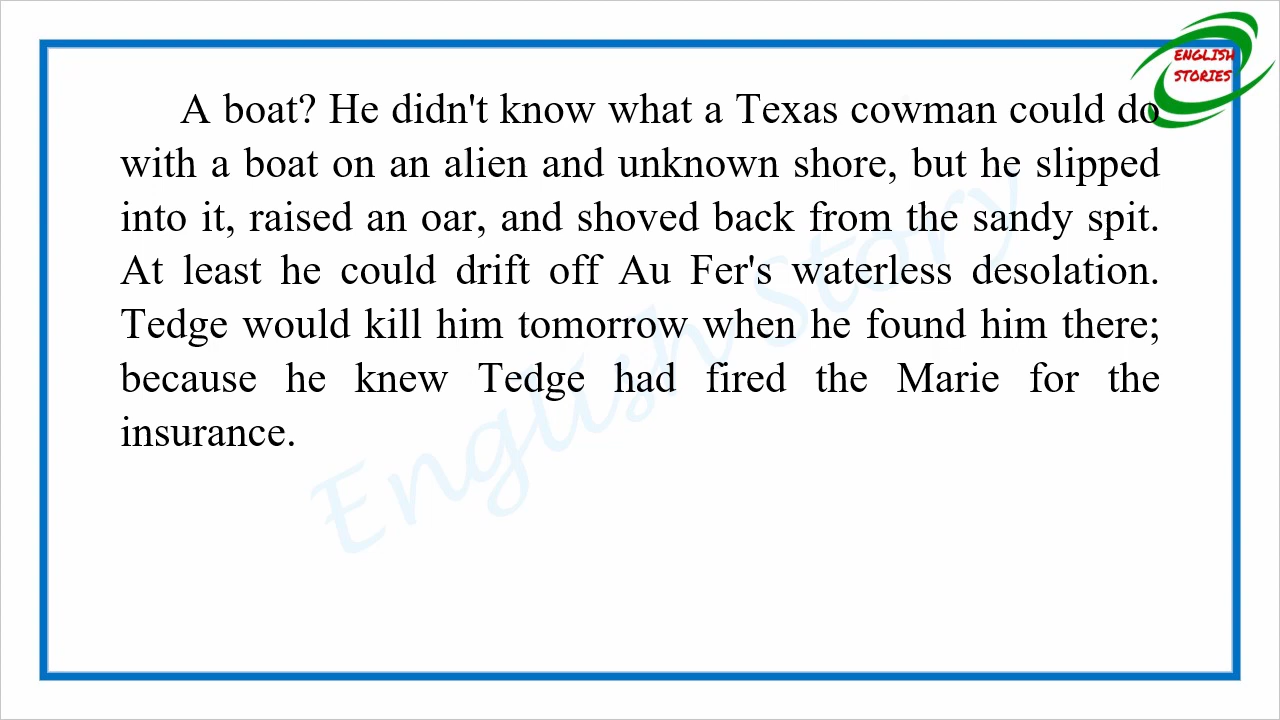 ENGLISH
STORIES
A boat? He didn't know what a Texas cowman could do
with a boat on an alien and unknown shore, but he slipped
into it, raised an oar, and shoved back from the sandy spit.
At least he could drift off Au Fer's waterless desolation.
Tedge would kill him tomorrow when he found him there;
because he knew Tedge had fired the Marie for the
insurance.
English Story